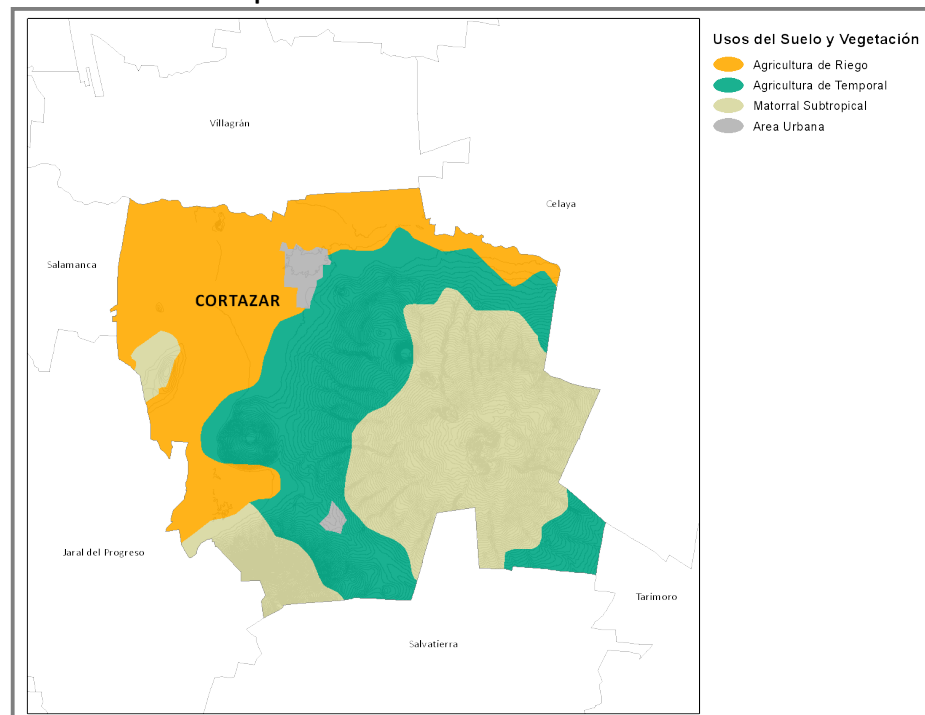 Usos del Suelo y Vegetación
Agricultura de Riego
Agricultura de Temporal
Matorral Subtropical
Area Urbana
Villagrán
Celaya
Salamanca
CORTAZAR
Jaral del Progreso
Tarimoro
Salvatierra